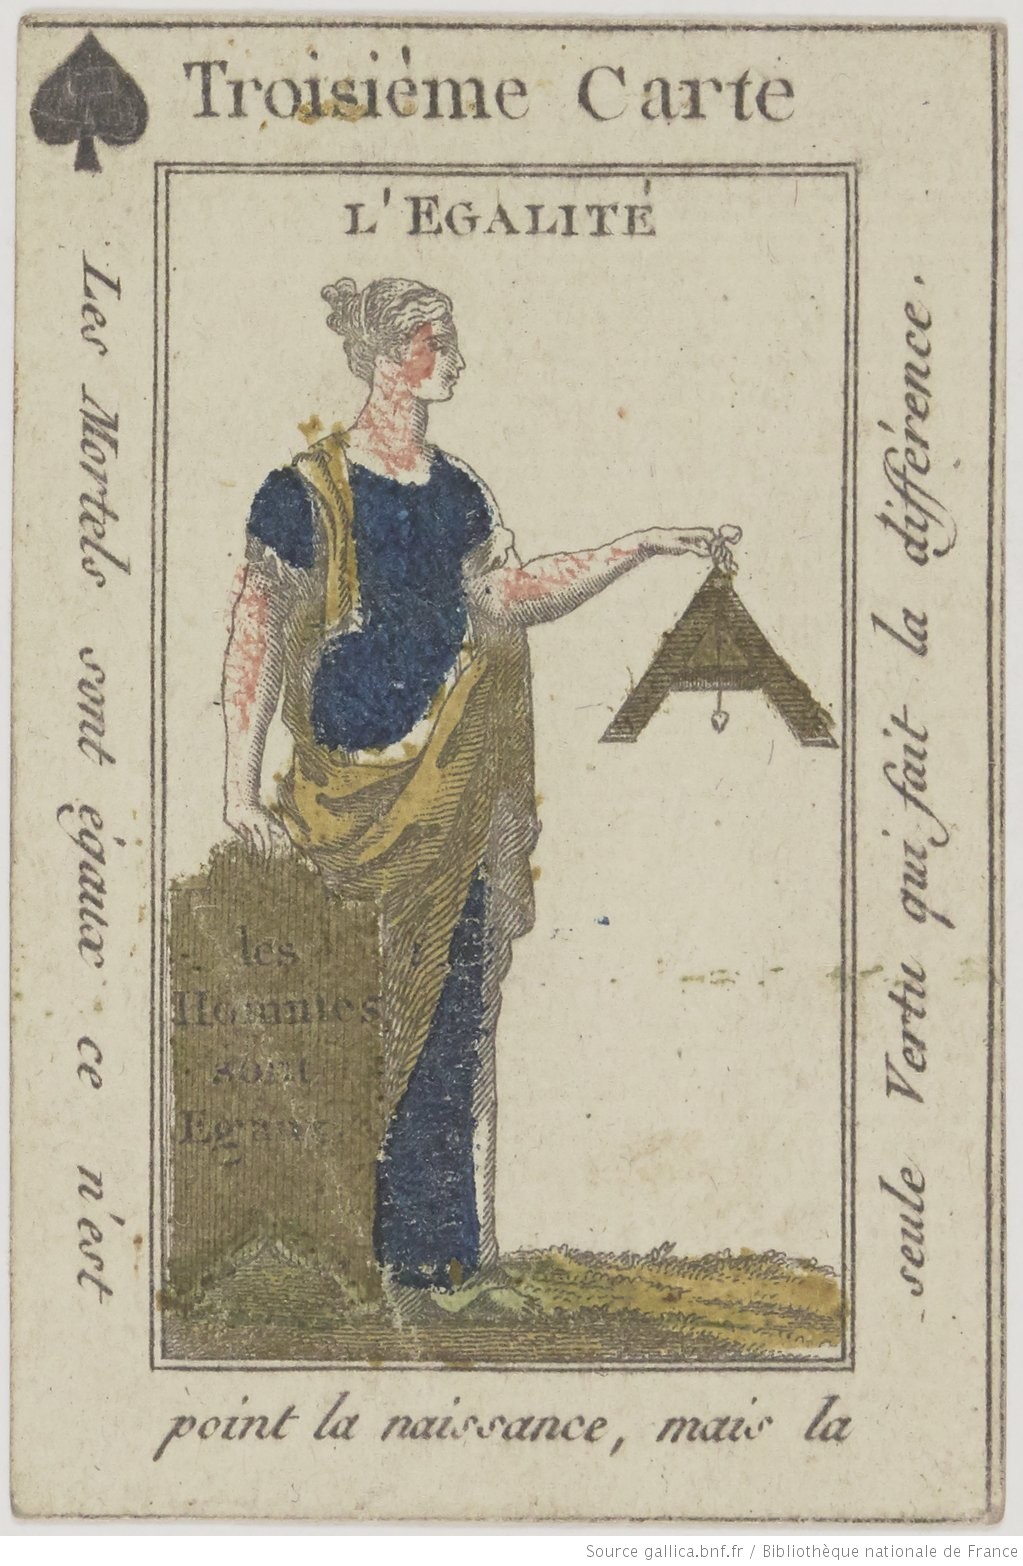 Troisiéme Carte
L'EGALITÉ
Les Mortels sont égaux ce n'est
point la naissance, mais la
seule Vertu qui fait la différence.
les
Hommes
sont
Egaux
Source gallica.bnf.fr / Bibliothèque nationale de France